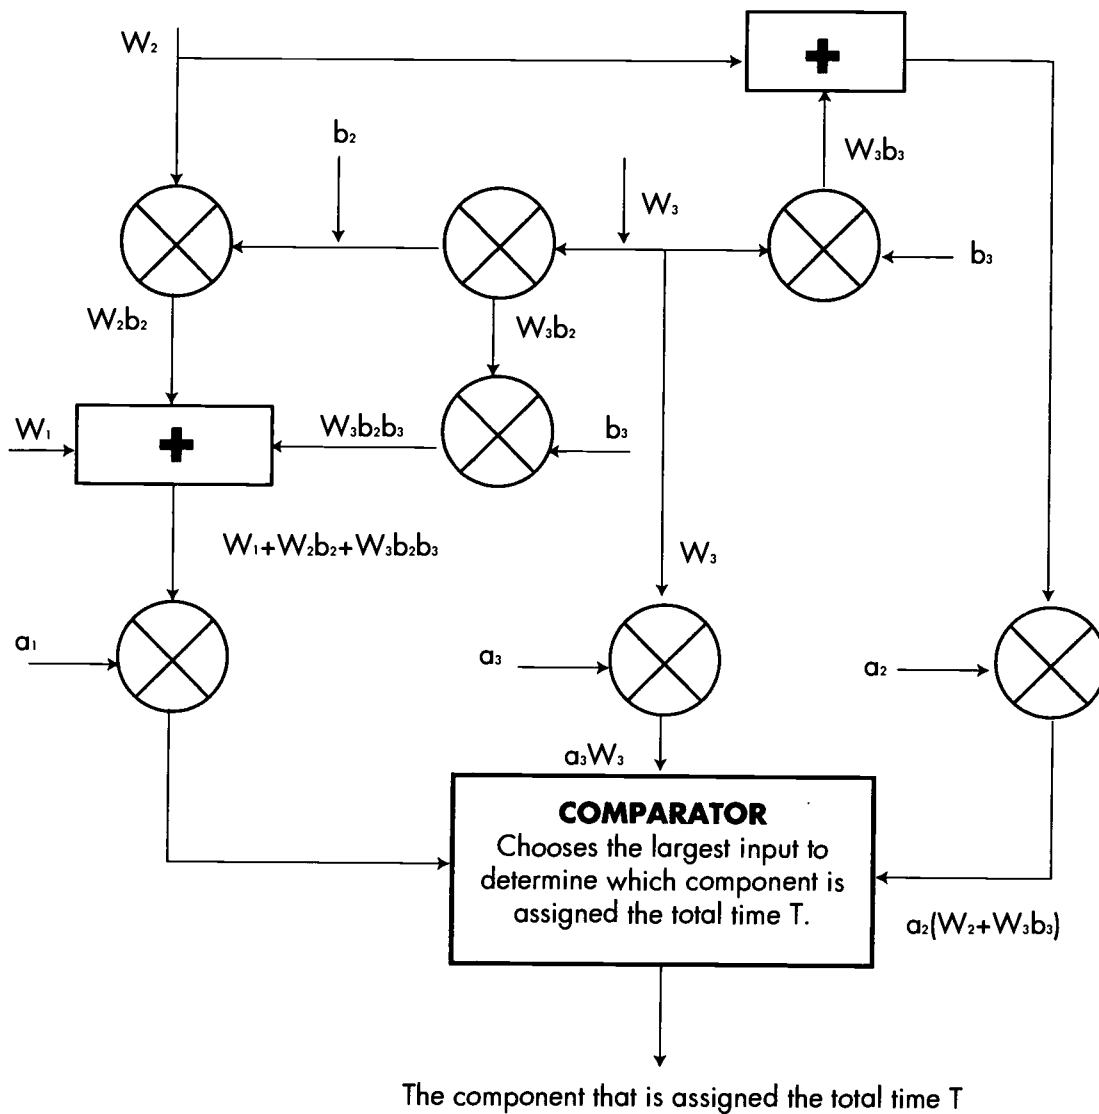 W₂
+
b₂
W₃b₃
W₃
b₃
W₂b₂
W₃b₂
W₁
+
W₃b₂b₃
b₃
W₁+W₂b₂+W₃b₂b₃
W₃
a₁
a₃
a₂
a₃W₃
COMPARATOR
Chooses the largest input to
determine which component is
assigned the total time T.
a₂(W₂+W₃b₃)
The component that is assigned the total time T